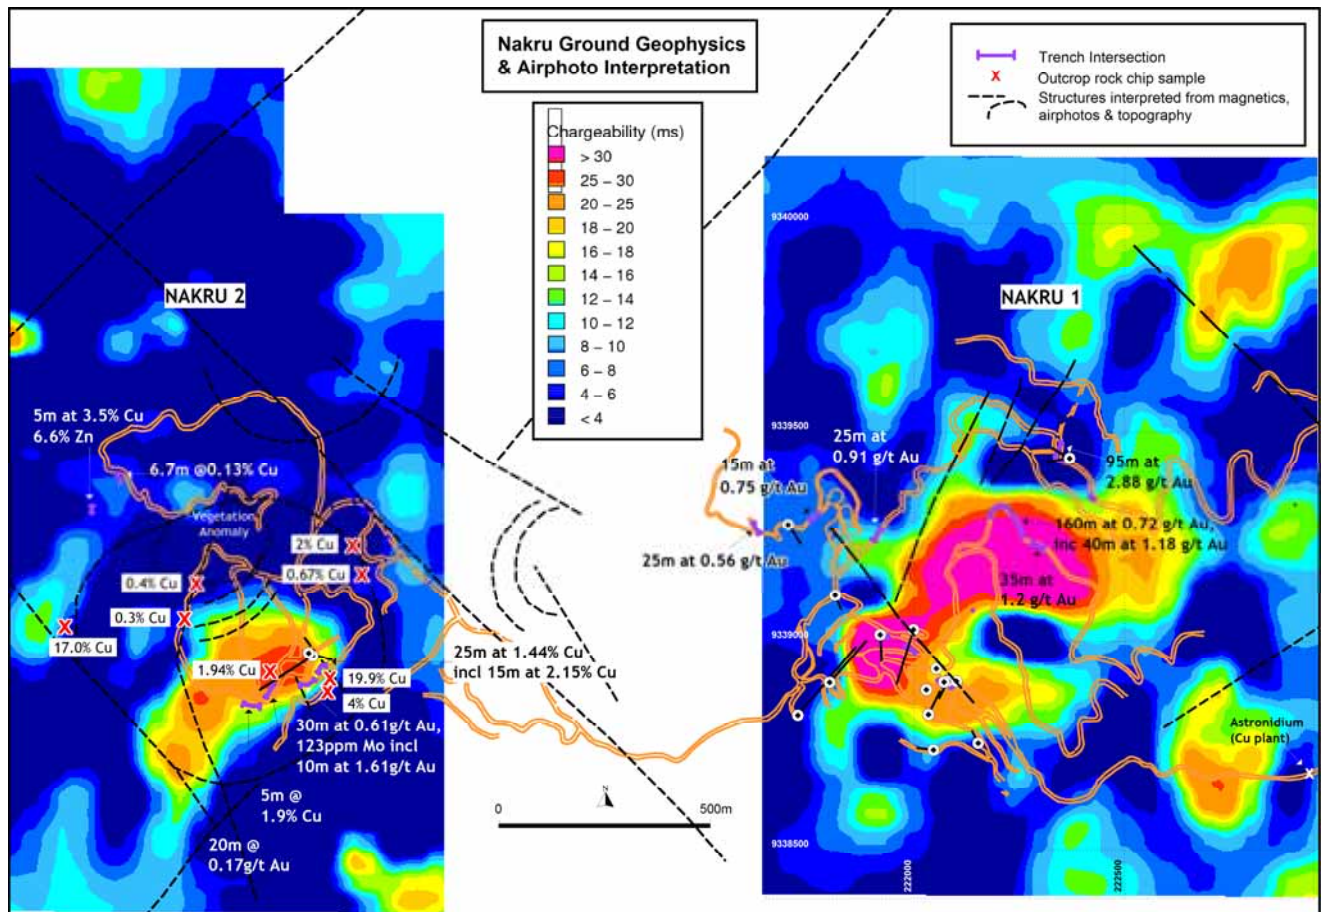 Nakru Ground Geophysics
& Airphoto Interpretation
Trench Intersection
X Outcrop rock chip sample
Structures interpreted from magnetics,
airphotos & topography
Chargeability (ms)
> 30
25 – 30
20 – 25
18 – 20
16 – 18
14 – 16
12 – 14
10 – 12
8 – 10
6 – 8
4 – 6
< 4
NAKRU 2
5m at 3.5% Cu
6.6% Zn
6.7m @0.13% Cu
Vegetation
Anomaly
2% Cu
0.67% Cu
0.4% Cu
0.3% Cu
17.0% Cu
1.94% Cu
19.9% Cu
4% Cu
30m at 0.61g/t Au,
123ppm Mo incl
10m at 1.61g/t Au
5m @
1.9% Cu
20m @
0.17g/t Au
25m at 1.44% Cu
incl 15m at 2.15% Cu
N
0 500m
NAKRU 1
9340000
9339500
9339000
9338500
222000
222500
25m at
0.91 g/t Au
15m at
0.75 g/t Au
25m at 0.56 g/t Au
95m at
2.88 g/t Au
160m at 0.72 g/t Au,
inc 40m at 1.18 g/t Au
35m at
1.2 g/t Au
Astronidium
(Cu plant)
X